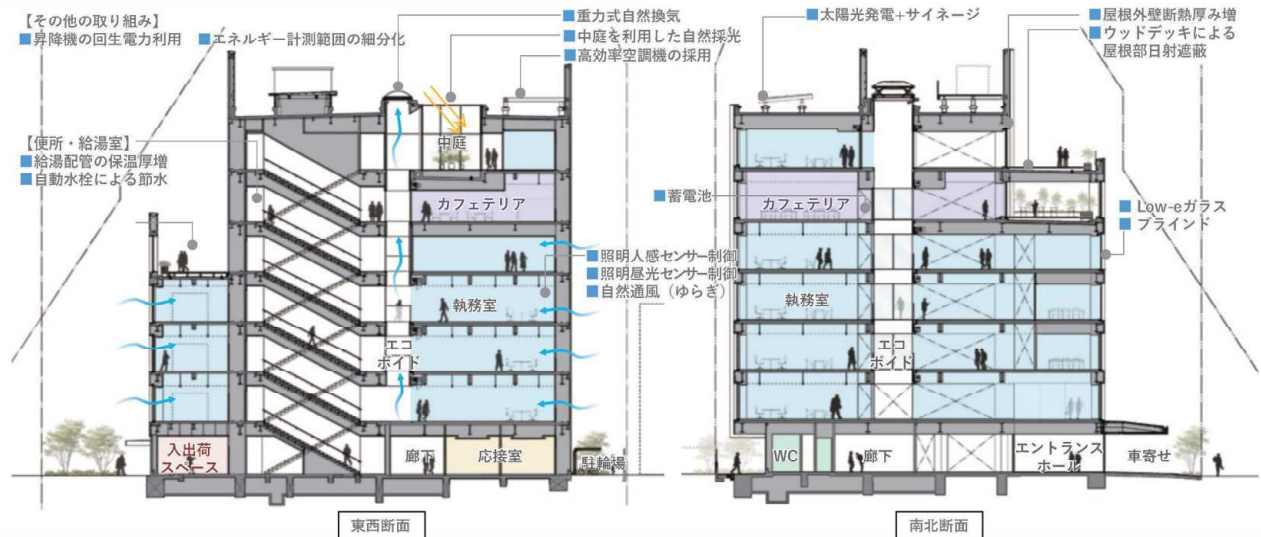 【その他の取り組み】
■昇降機の回生電力利用 ■エネルギー計測範囲の細分化
■重力式自然換気
■中庭を利用した自然採光
■高効率空調機の採用
中庭
【便所・給湯室】
■給湯配管の保温厚増
■自動水栓による節水
カフェテリア
■照明人感センサー制御
■照明昼光センサー制御
■自然通風（ゆらぎ）
執務室
エコ
ボイド
入出荷
スペース
廊下
応接室
駐輪場
東西断面
■太陽光発電+サイネージ
■屋根外壁断熱厚み増
■ウッドデッキによる
屋根部日射遮蔽
■蓄電池
カフェテリア
■Low-eガラス
■ブラインド
執務室
エコ
ボイド
WC
廊下
エントランス
ホール
車寄せ
南北断面